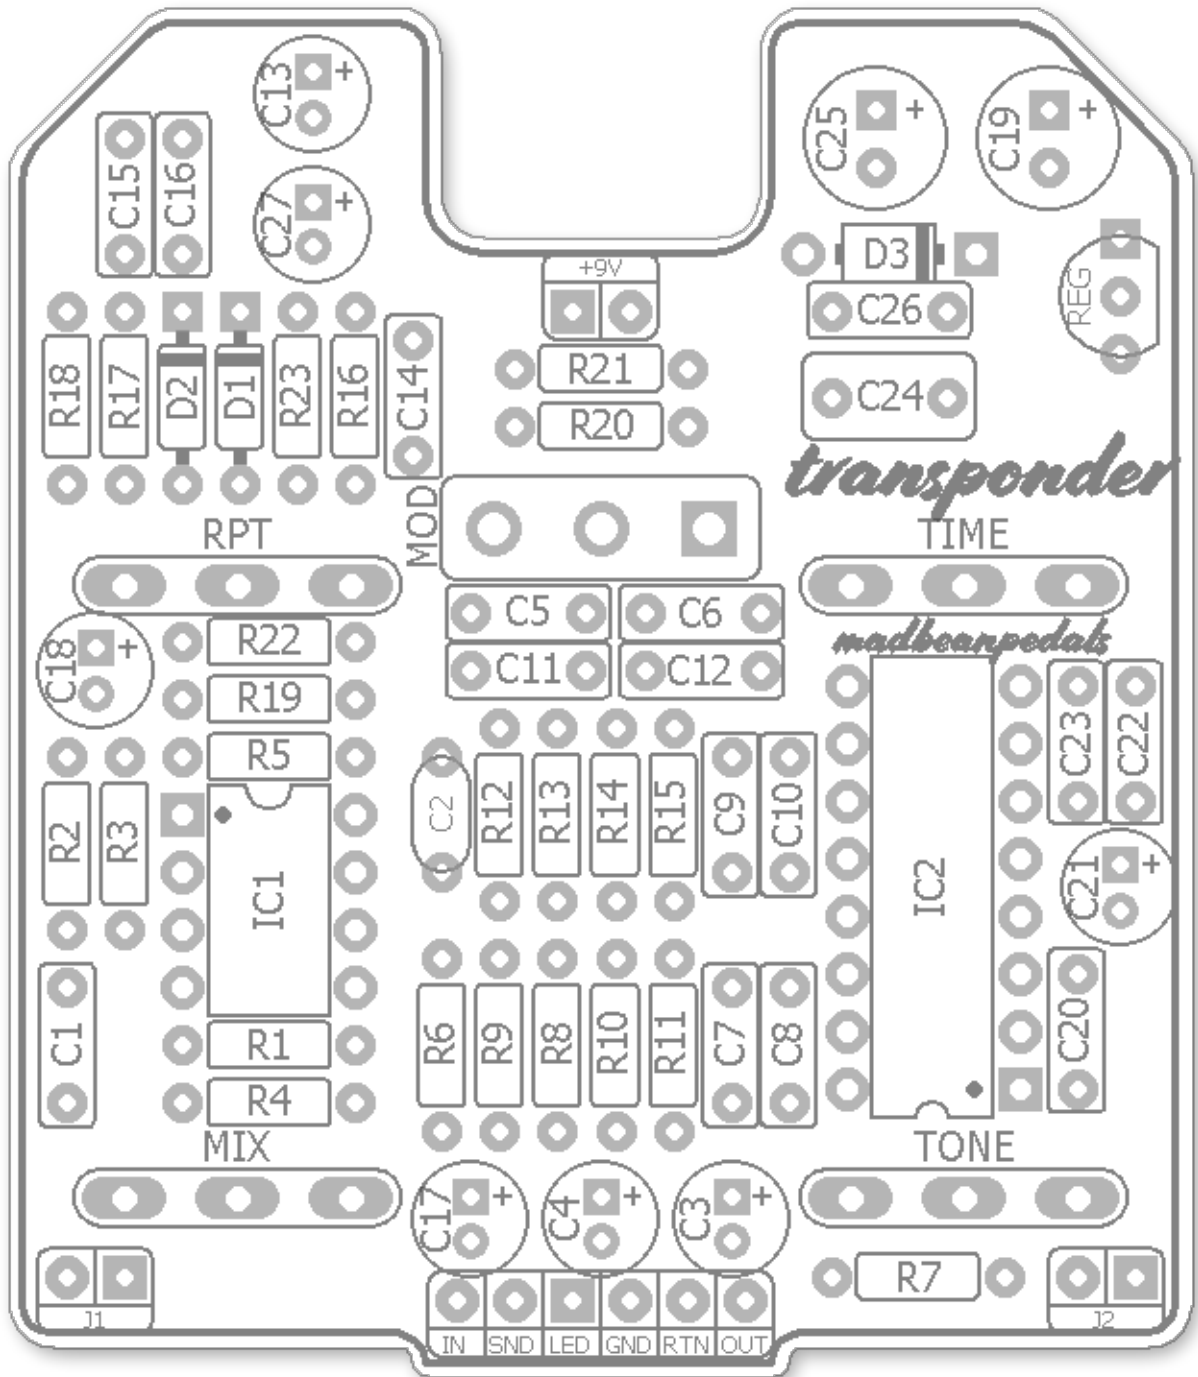 C13 +
C25 +
C19 +
C15
C16
C27 +
D3
REG
+9V
C26
R18
R17
D2
D1
R23
R16
C14
R21
C24
R20
transponder
MOD
RPT
TIME
C5
C6
C18 +
R22
madbeanpedals
C11
C12
R19
C23
C22
R5
R2
R3
IC1
C2
R12
R13
R14
R15
C9
C10
IC2
C21 +
C1
R1
R6
R9
R8
R10
R11
C7
C8
C20
R4
MIX
TONE
C17 +
C4 +
C3 +
R7
J1
J2
IN SND LED GND RTN OUT